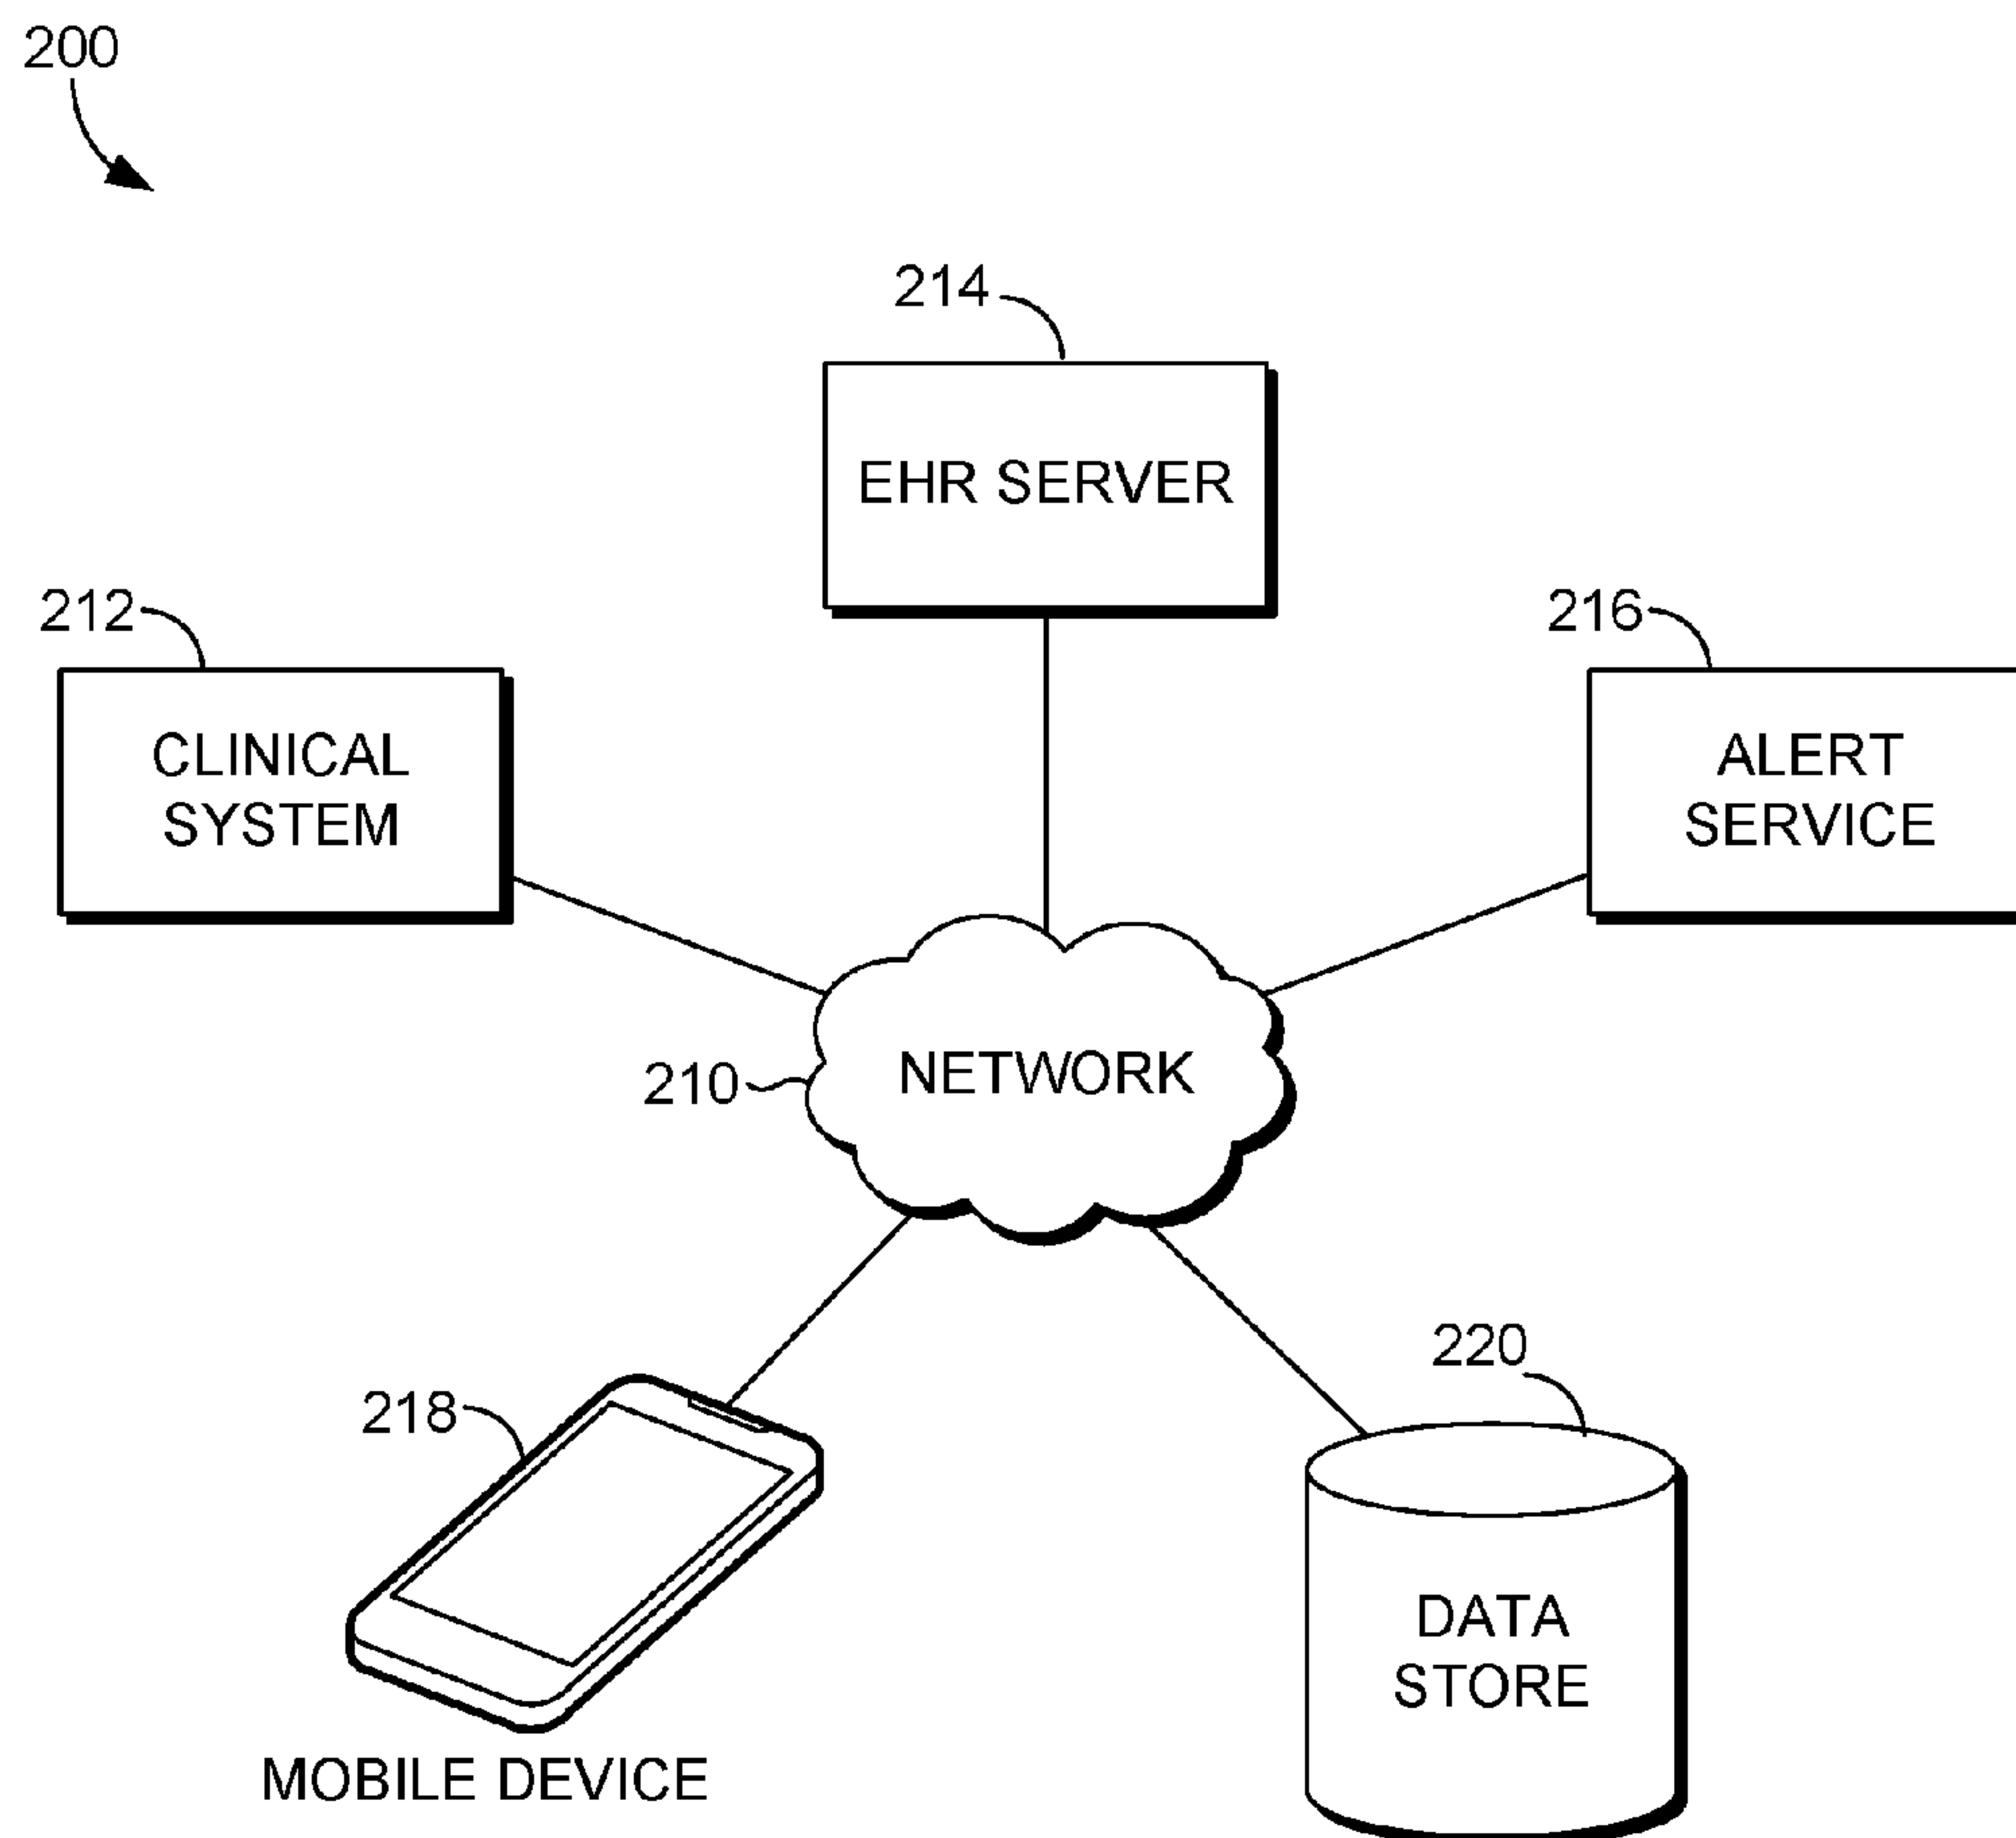 200
214
EHR SERVER
212
216
CLINICAL
SYSTEM
ALERT
SERVICE
210
NETWORK
218
220
DATA
STORE
MOBILE DEVICE